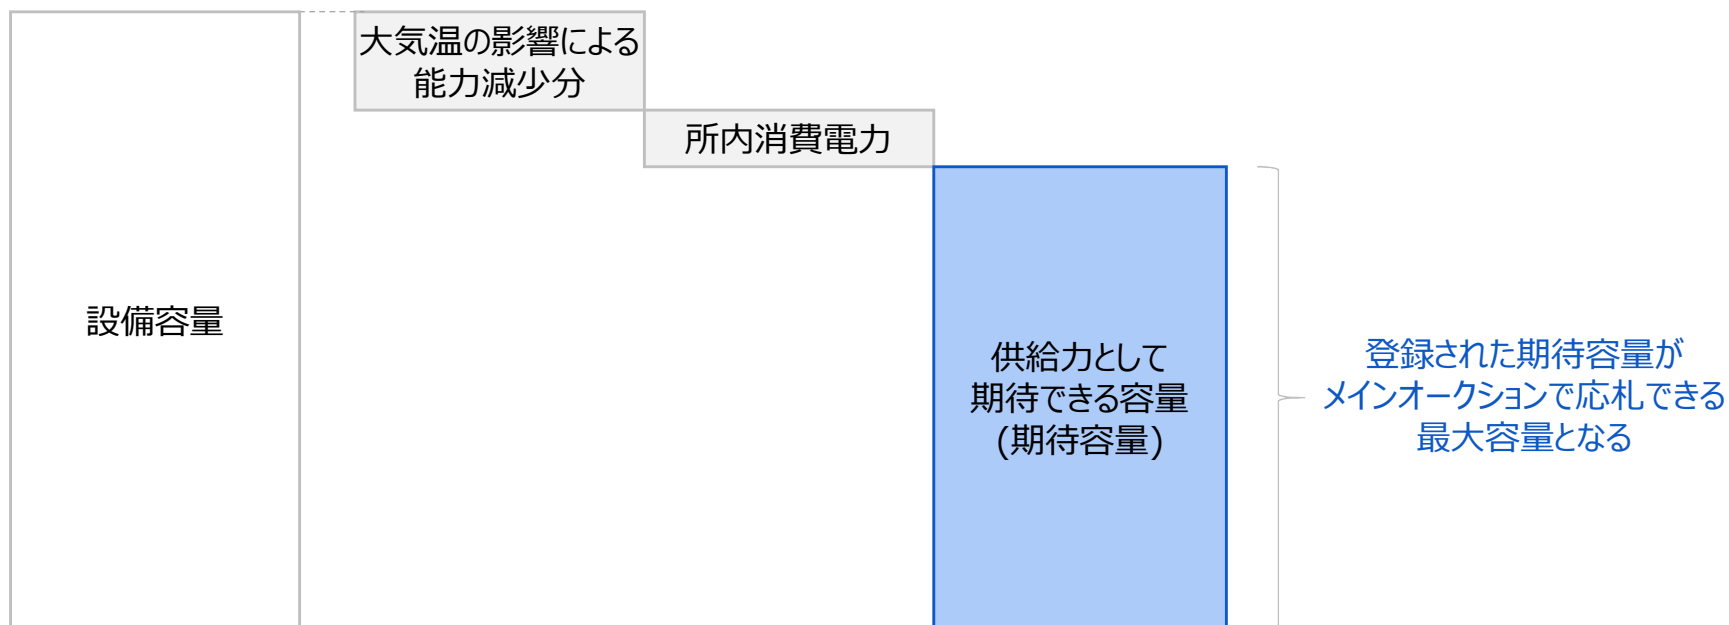 大気温の影響による
能力減少分
所内消費電力
設備容量
供給力として
期待できる容量
(期待容量)
登録された期待容量が
メインオークションで応札できる
最大容量となる